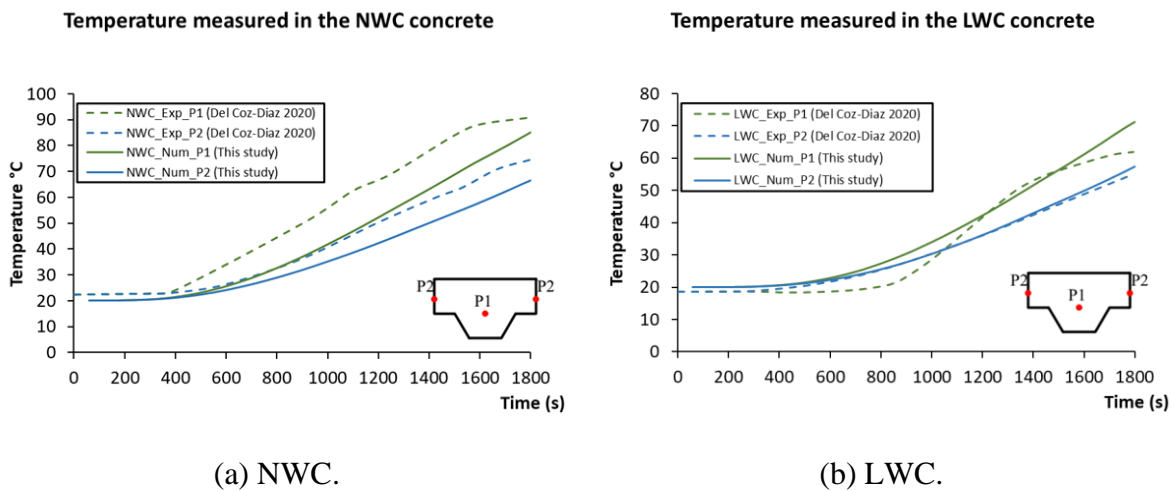 Temperature measured in the NWC concrete
Temperature °C
100
90
80
70
60
50
40
30
20
10
0
NWC_Exp_P1 (Del Coz-Diaz 2020)
NWC_Exp_P2 (Del Coz-Diaz 2020)
NWC_Num_P1 (This study)
NWC_Num_P2 (This study)
P2 P2
P1
0 200 400 600 800 1000 1200 1400 1600 1800
Time (s)
(a) NWC.
Temperature measured in the LWC concrete
Temperature °C
80
70
60
50
40
30
20
10
0
LWC_Exp_P1 (Del Coz-Diaz 2020)
LWC_Exp_P2 (Del Coz-Diaz 2020)
LWC_Num_P1 (This study)
LWC_Num_P2 (This study)
P2 P2
P1
0 200 400 600 800 1000 1200 1400 1600 1800
Time (s)
(b) LWC.